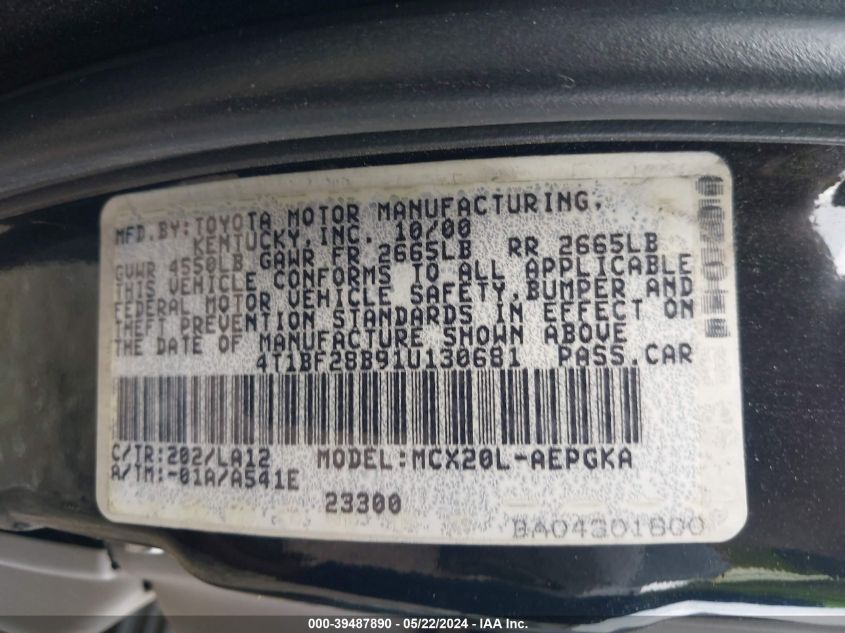 MFD.BY:TOYOTA MOTOR MANUFACTURING,
KENTUCKY,INC. 10/00
GVWR 4550LB GAWR FR 2665LB RR 2665LB
THIS VEHICLE CONFORMS TO ALL APPLICABLE
FEDERAL MOTOR VEHICLE SAFETY,BUMPER AND
THEFT PREVENTION STANDARDS IN EFFECT ON
THE DATE OF MANUFACTURE SHOWN ABOVE
4T1BF28B91U130681 PASS.CAR
C/TR:202/LA12 MODEL:MCX20L-AEPGKA
A/TM:-01A/A541E
23300
BA04301800
000-39487890 - 05/22/2024 - IAA Inc.